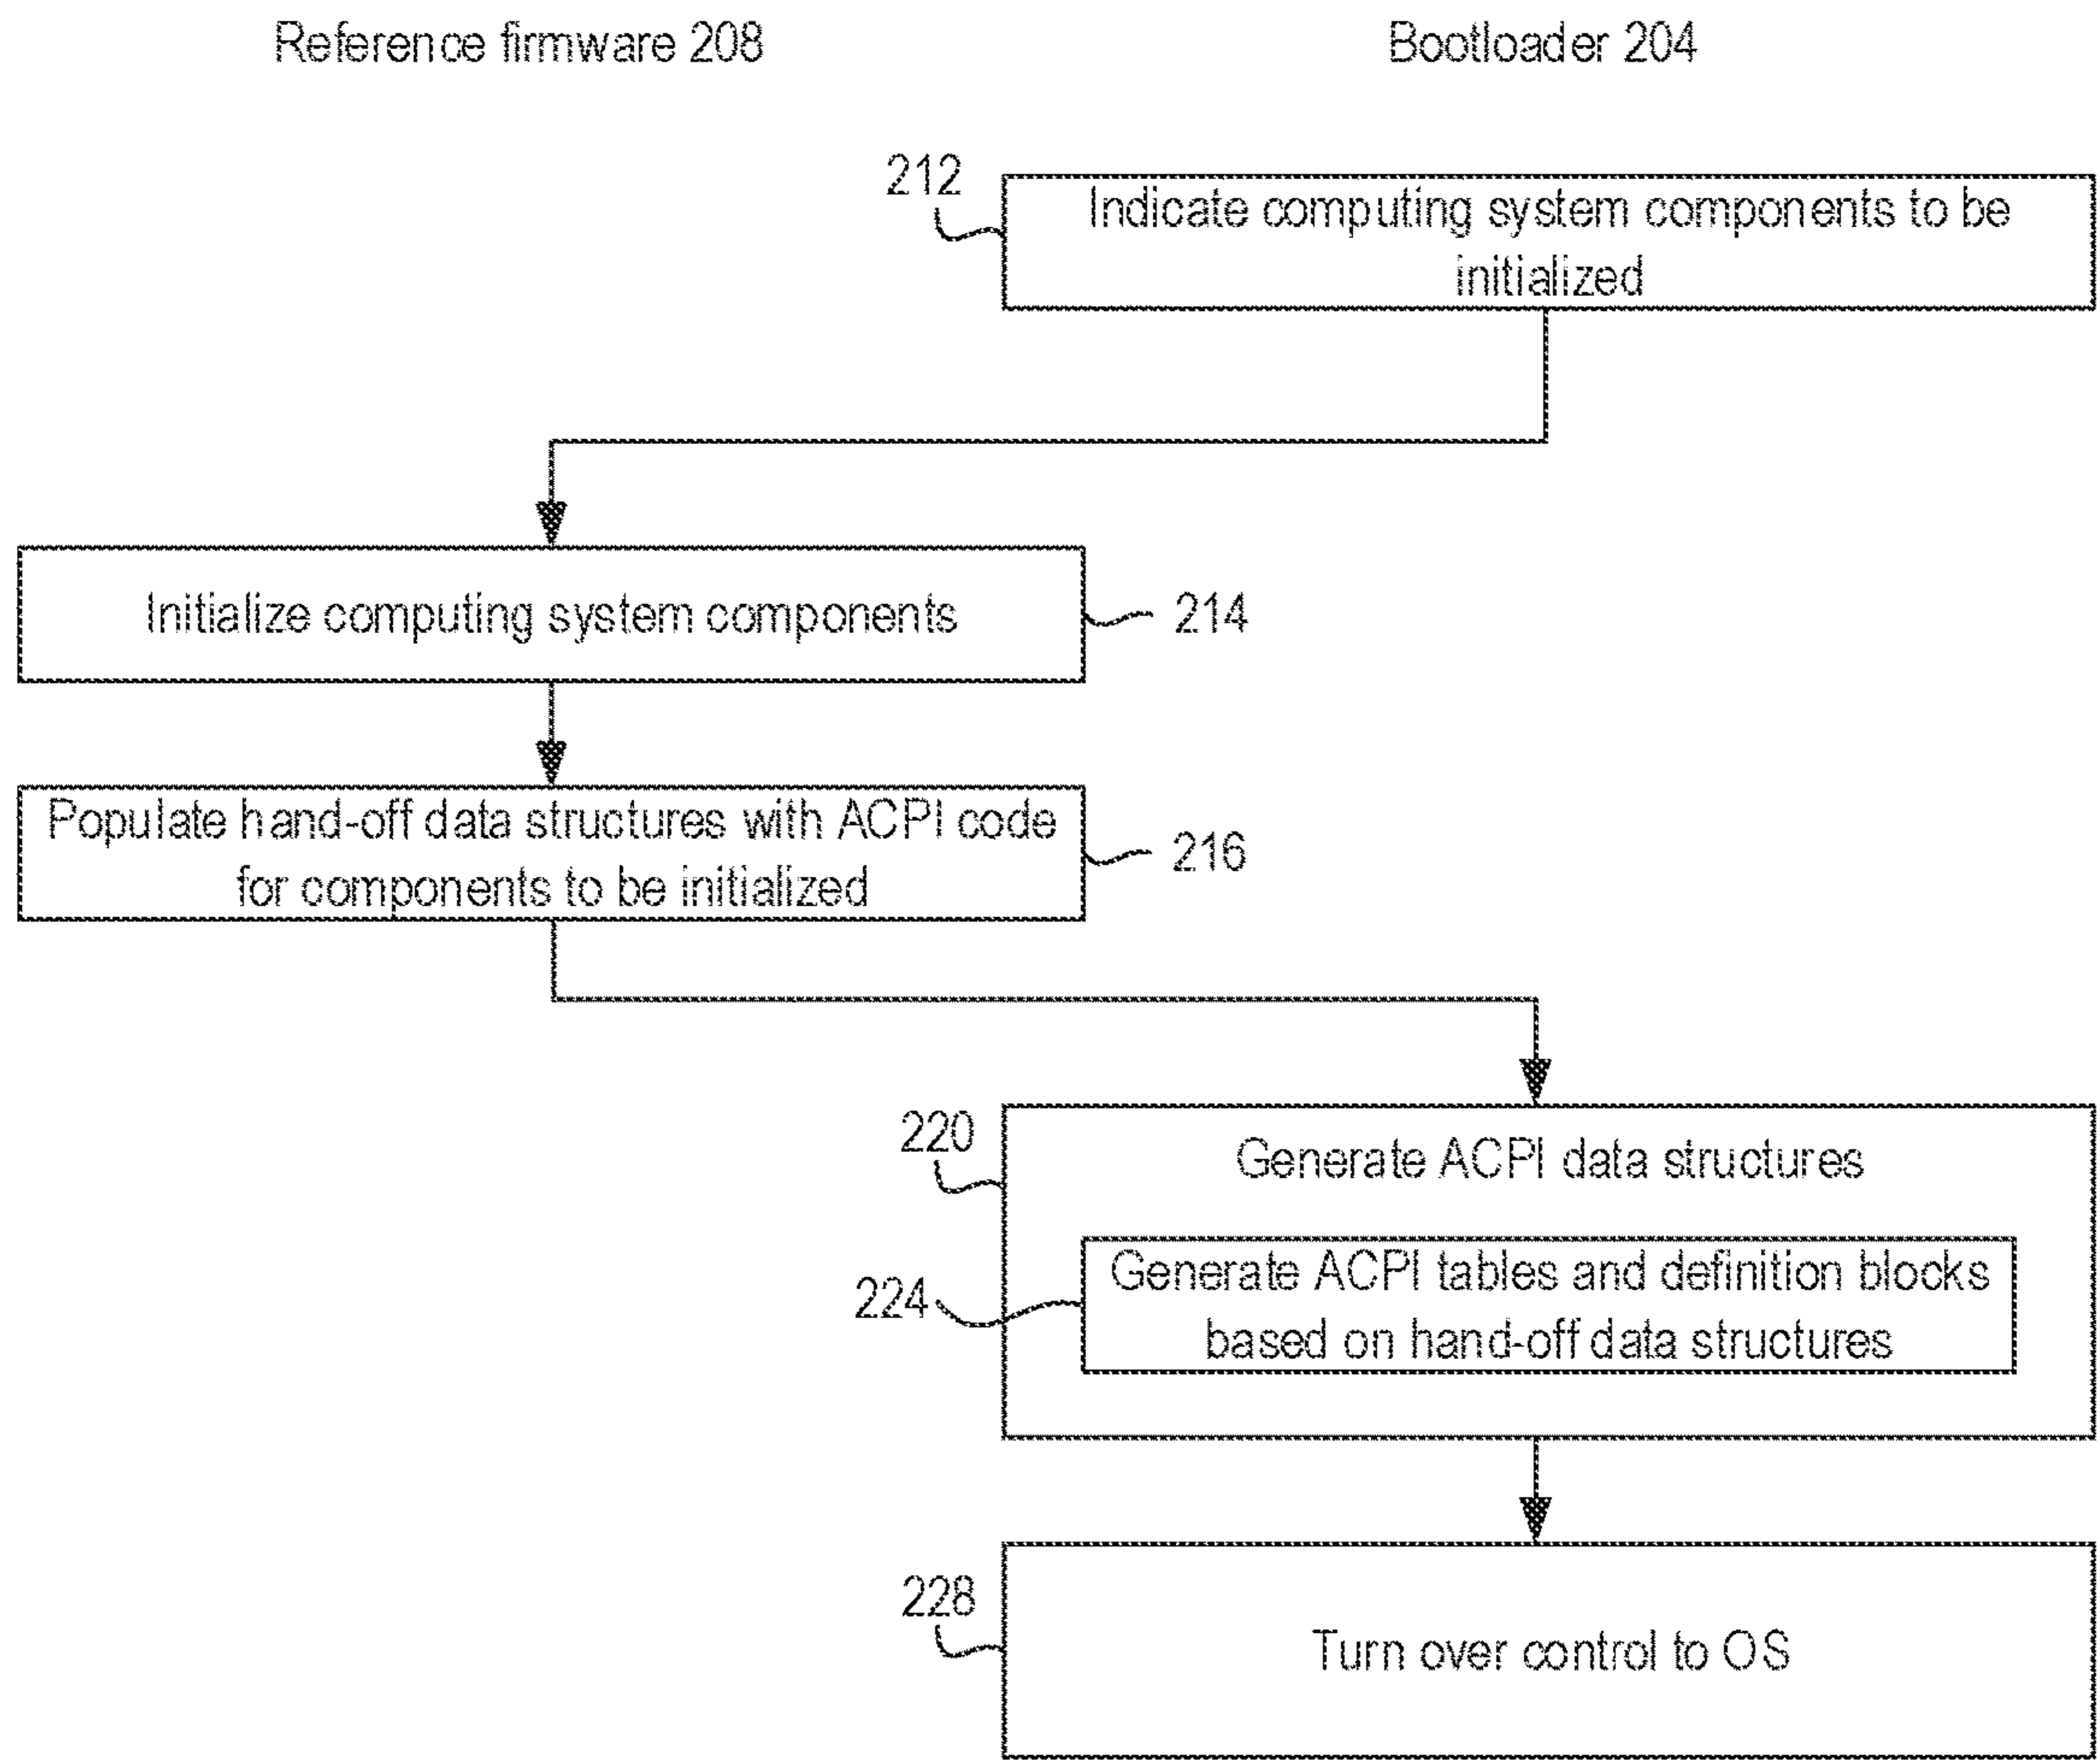 Reference firmware 208
Bootloader 204
212
Indicate computing system components to be
initialized
Initialize computing system components
214
Populate hand-off data structures with ACPI code
for components to be initialized
216
220
Generate ACPI data structures
224
Generate ACPI tables and definition blocks
based on hand-off data structures
228
Turn over control to OS